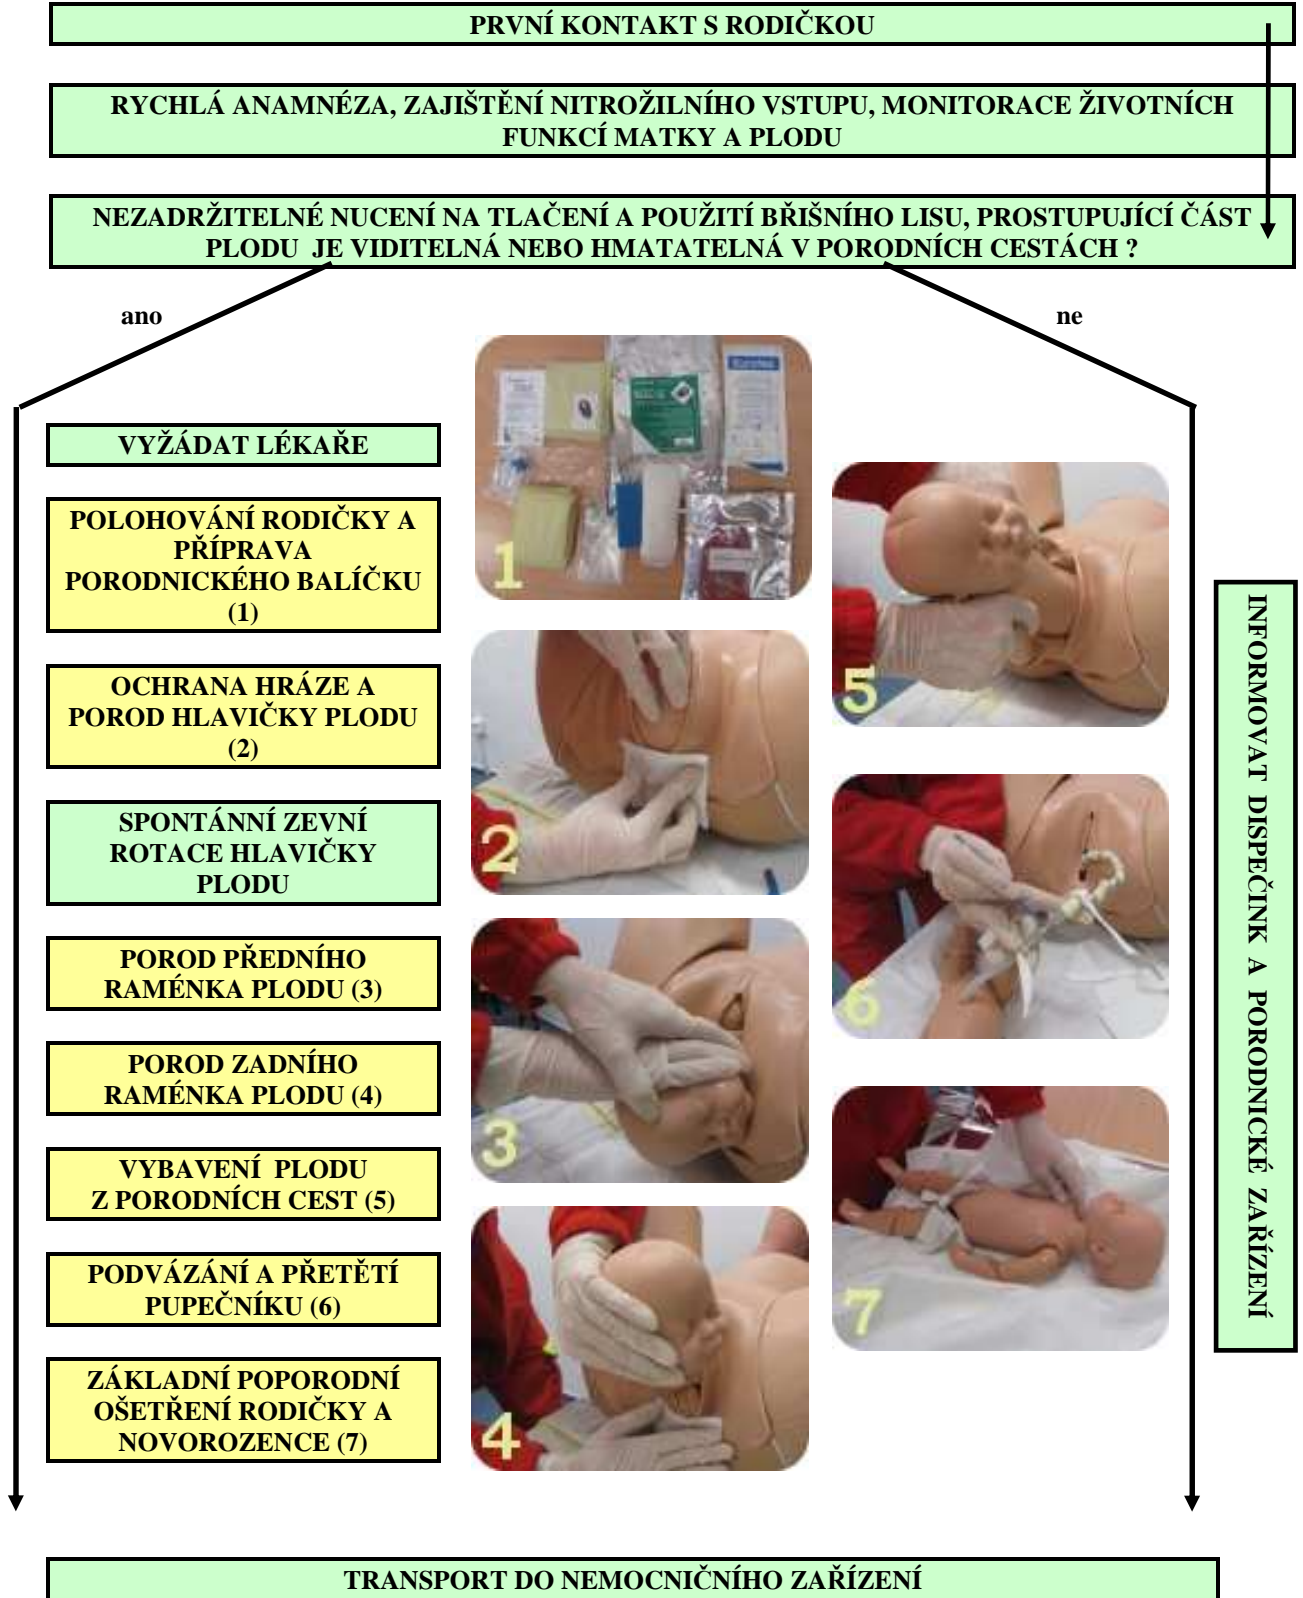 PRVNÍ KONTAKT S RODIČKOU
RYCHLÁ ANAMNÉZA, ZAJIŠTĚNÍ NITROŽILNÍHO VSTUPU, MONITORACE ŽIVOTNÍCH
FUNKCÍ MATKY A PLODU
NEZADRŽITELNÉ NUCENÍ NA TLAČENÍ A POUŽITÍ BŘIŠNÍHO LISU, PROSTUPUJÍCÍ ČÁST
PLODU JE VIDITELNÁ NEBO HMATATELNÁ V PORODNÍCH CESTÁCH ?
ano
ne
VYŽÁDAT LÉKAŘE
POLOHOVÁNÍ RODIČKY A
PŘÍPRAVA
PORODNICKÉHO BALÍČKU
(1)
OCHRANA HRÁZE A
POROD HLAVIČKY PLODU
(2)
SPONTÁNNÍ ZEVNÍ
ROTACE HLAVIČKY
PLODU
POROD PŘEDNÍHO
RAMÉNKA PLODU (3)
POROD ZADNÍHO
RAMÉNKA PLODU (4)
VYBAVENÍ PLODU
Z PORODNÍCH CEST (5)
PODVÁZÁNÍ A PŘETĚTÍ
PUPEČNÍKU (6)
ZÁKLADNÍ POPORODNÍ
OŠETŘENÍ RODIČKY A
NOVOROZENCE (7)
1
2
3
4
5
6
7
INFORMOVAT DISPEČINK A PORODNICKÉ ZAŘÍZENÍ
TRANSPORT DO NEMOCNIČNÍHO ZAŘÍZENÍ